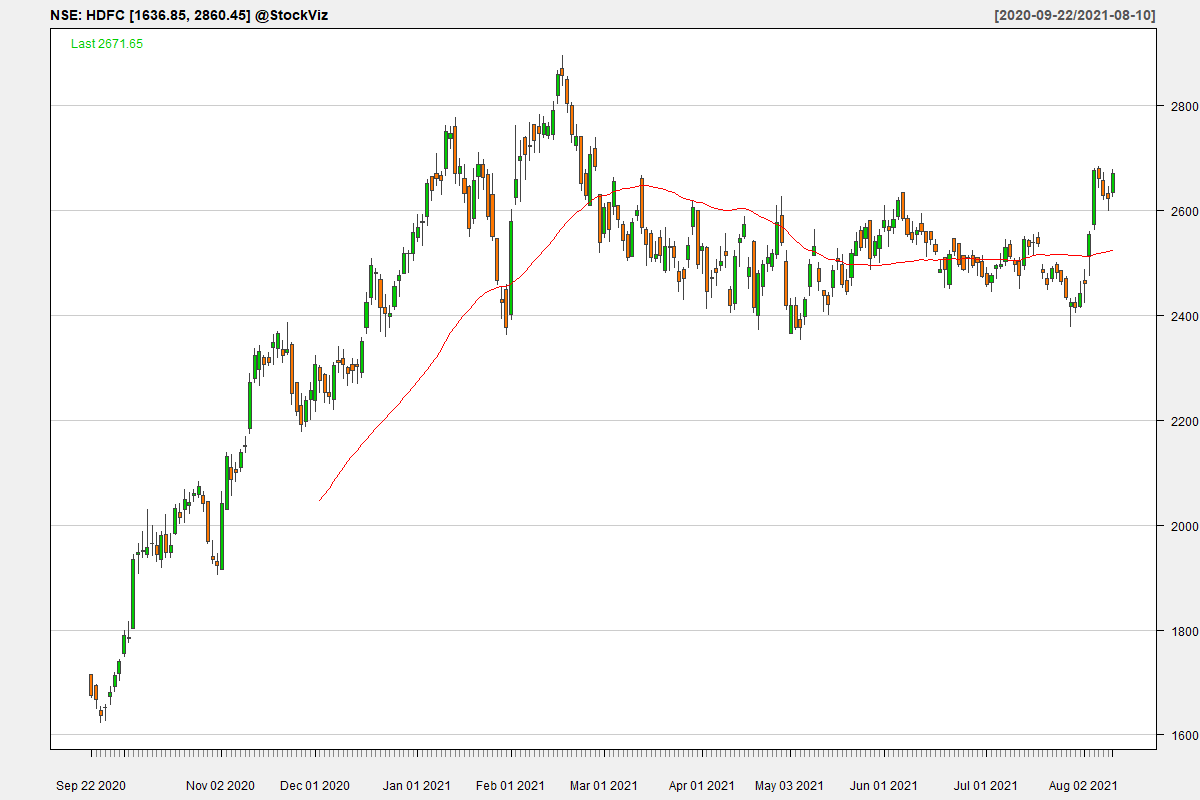 NSE: HDFC [1636.85, 2860.45] @StockViz [2020-09-22/2021-08-10]
Last 2671.65
2800
2600
2400
2200
2000
1800
1600
Sep 22 2020 Nov 02 2020 Dec 01 2020 Jan 01 2021 Feb 01 2021 Mar 01 2021 Apr 01 2021 May 03 2021 Jun 01 2021 Jul 01 2021 Aug 02 2021